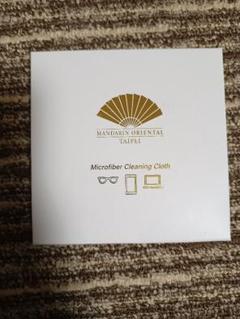 MANDARIN ORIENTAL
TAIPEI
Microfiber Cleaning Cloth